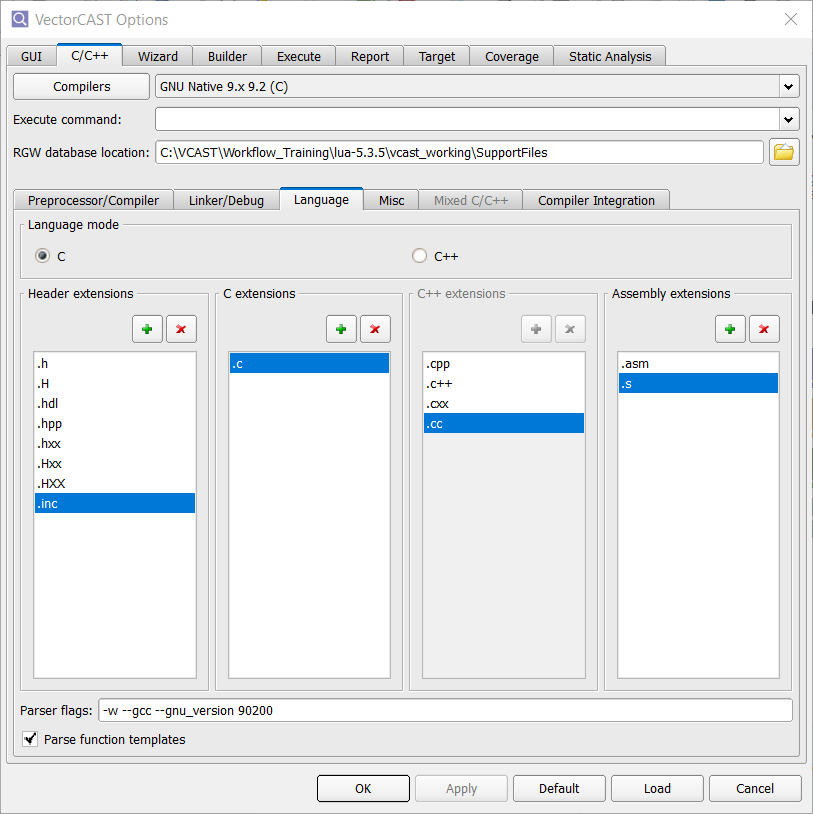 VectorCAST Options
GUI C/C++ Wizard Builder Execute Report Target Coverage Static Analysis
Compilers GNU Native 9.x 9.2 (C)
Execute command:
RGW database location: C:\VCAST\Workflow_Training\lua-5.3.5\vcast_working\SupportFiles
Preprocessor/Compiler Linker/Debug Language Misc Mixed C/C++ Compiler Integration
Language mode
C C++
Header extensions C extensions C++ extensions Assembly extensions
.h .c .cpp .asm
.H .c++ .s
.hdl .cxx
.hpp .cc
.hxx
.Hxx
.HXX
.inc
Parser flags: -w --gcc --gnu_version 90200
Parse function templates
OK Apply Default Load Cancel